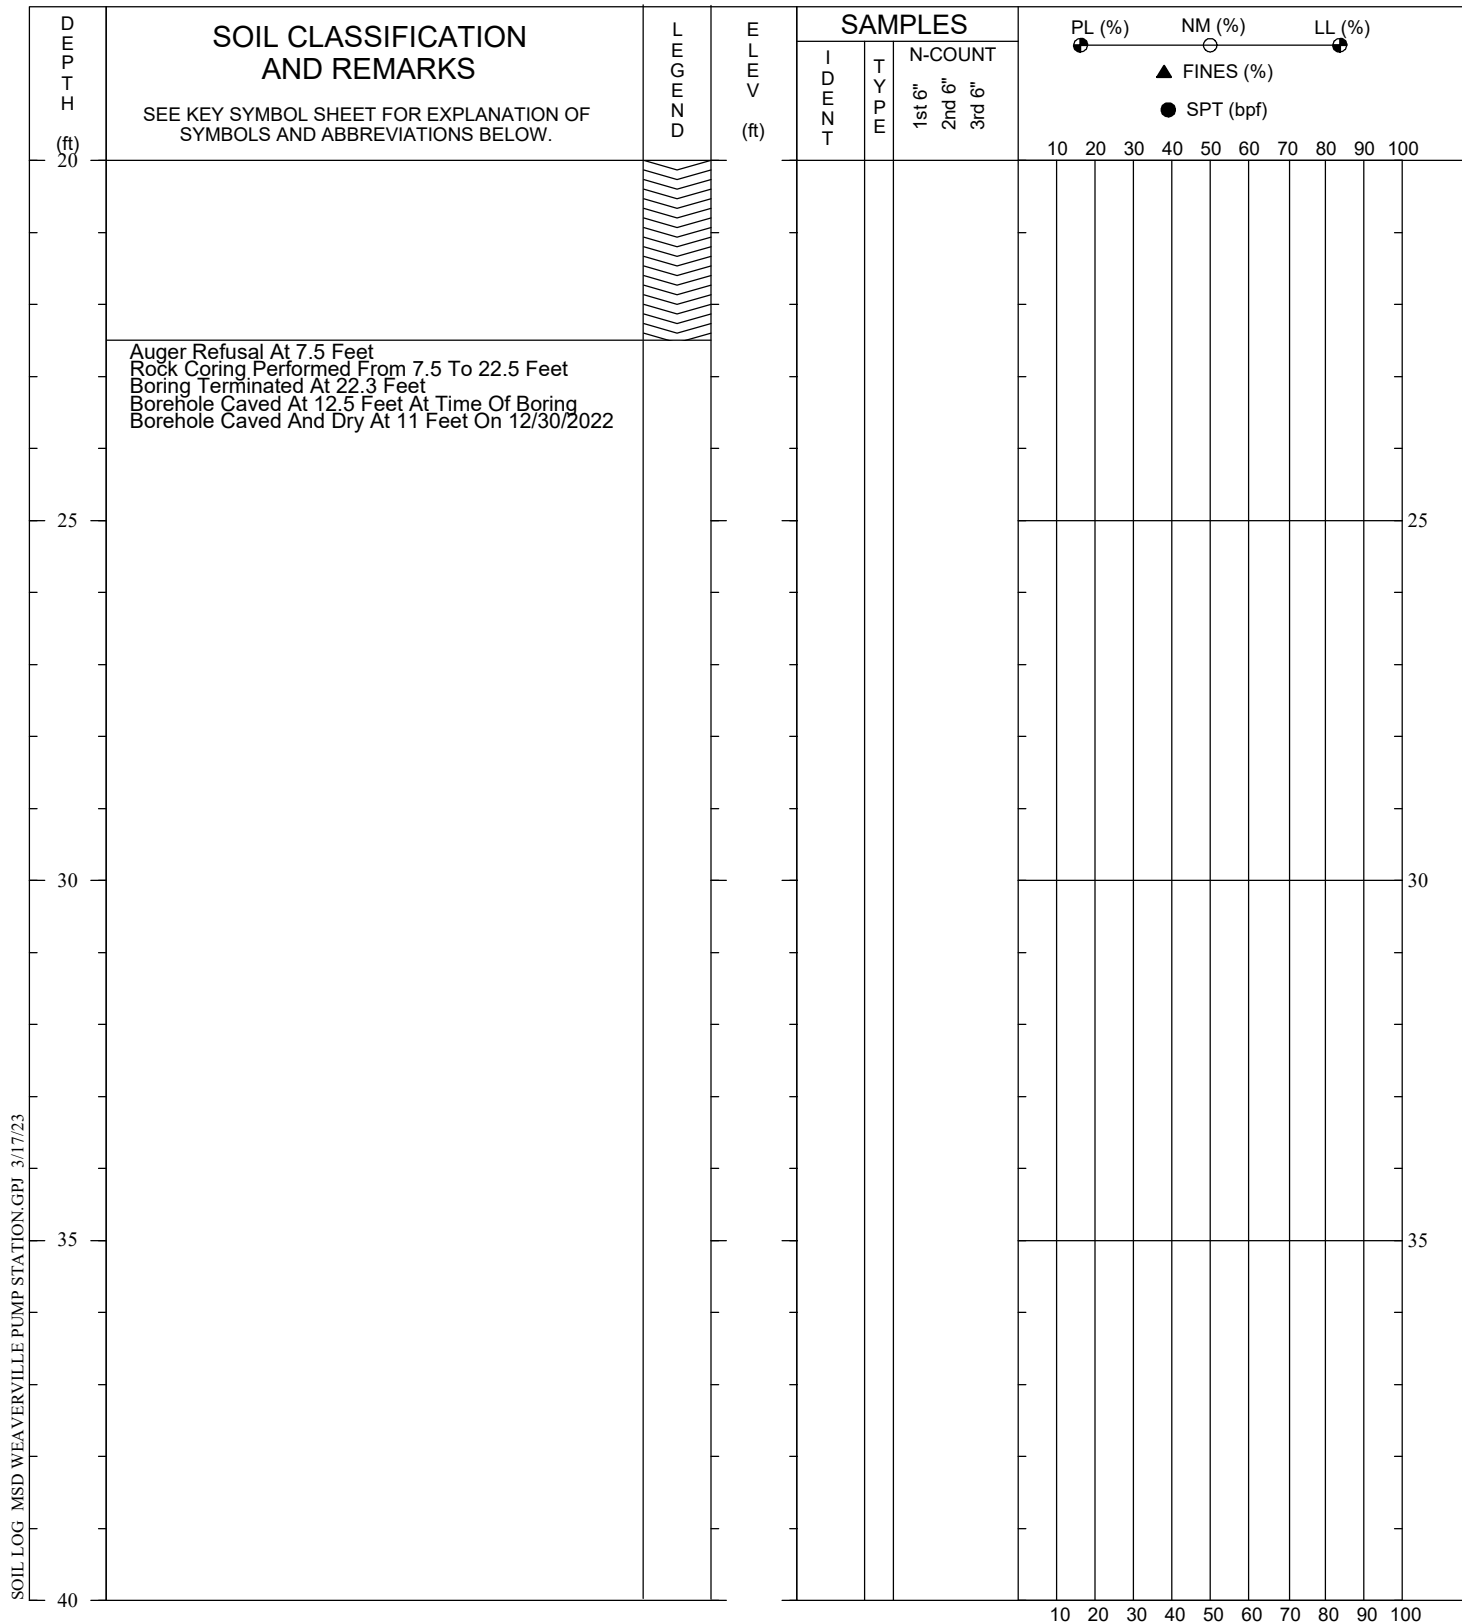 DEPTH
(ft)
SOIL CLASSIFICATION
AND REMARKS
SEE KEY SYMBOL SHEET FOR EXPLANATION OF
SYMBOLS AND ABBREVIATIONS BELOW.
LEGEND
ELEV
(ft)
SAMPLES
IDENT
TYPE
N-COUNT
1st 6"
2nd 6"
3rd 6"
PL (%)
NM (%)
LL (%)
FINES (%)
SPT (bpf)
10 20 30 40 50 60 70 80 90 100
20
Auger Refusal At 7.5 Feet
Rock Coring Performed From 7.5 To 22.5 Feet
Boring Terminated At 22.3 Feet
Borehole Caved At 12.5 Feet At Time Of Boring
Borehole Caved And Dry At 11 Feet On 12/30/2022
25
25
30
30
35
35
40
10 20 30 40 50 60 70 80 90 100
SOIL LOG MSD WEAVERVILLE PUMP STATION.GPJ 3/17/23